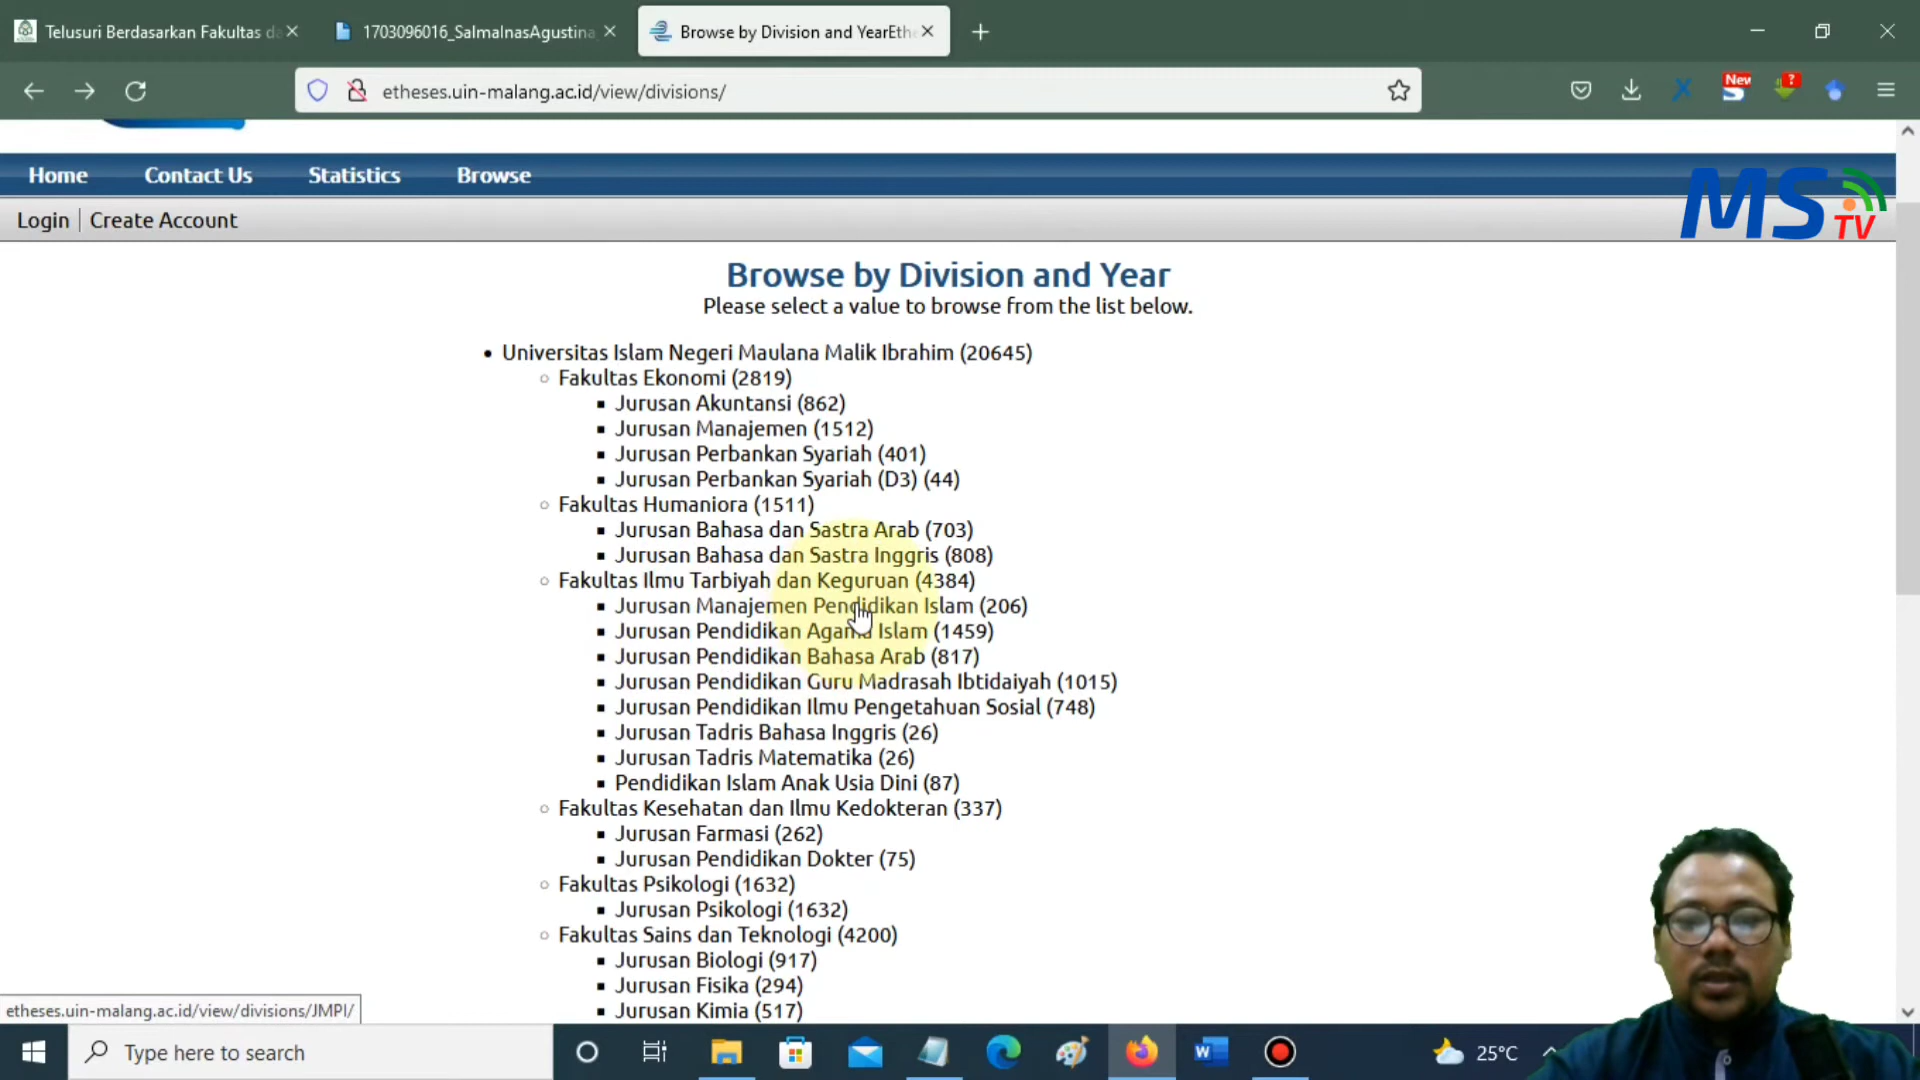 Telusuri Berdasarkan Fakultas da
1703096016_SalmaInasAgustina
Browse by Division and YearEthe
etheses.uin-malang.ac.id/view/divisions/
New
?
Home Contact Us Statistics Browse
MS TV
Login Create Account
Browse by Division and Year
Please select a value to browse from the list below.
Universitas Islam Negeri Maulana Malik Ibrahim (20645)
Fakultas Ekonomi (2819)
Jurusan Akuntansi (862)
Jurusan Manajemen (1512)
Jurusan Perbankan Syariah (401)
Jurusan Perbankan Syariah (D3) (44)
Fakultas Humaniora (1511)
Jurusan Bahasa dan Sastra Arab (703)
Jurusan Bahasa dan Sastra Inggris (808)
Fakultas Ilmu Tarbiyah dan Keguruan (4384)
Jurusan Manajemen Pendidikan Islam (206)
Jurusan Pendidikan Agama Islam (1459)
Jurusan Pendidikan Bahasa Arab (817)
Jurusan Pendidikan Guru Madrasah Ibtidaiyah (1015)
Jurusan Pendidikan Ilmu Pengetahuan Sosial (748)
Jurusan Tadris Bahasa Inggris (26)
Jurusan Tadris Matematika (26)
Pendidikan Islam Anak Usia Dini (87)
Fakultas Kesehatan dan Ilmu Kedokteran (337)
Jurusan Farmasi (262)
Jurusan Pendidikan Dokter (75)
Fakultas Psikologi (1632)
Jurusan Psikologi (1632)
Fakultas Sains dan Teknologi (4200)
Jurusan Biologi (917)
Jurusan Fisika (294)
Jurusan Kimia (517)
etheses.uin-malang.ac.id/view/divisions/JMPI/
Type here to search
25°C